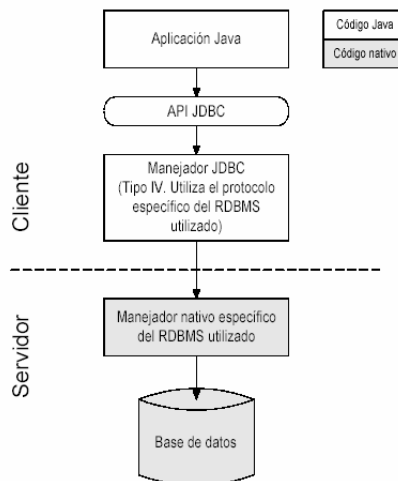 Aplicación Java
Código Java
Código nativo
API JDBC
Manejador JDBC
(Tipo IV. Utiliza el protocolo
específico del RDBMS
utilizado)
Cliente
Manejador nativo específico
del RDBMS utilizado
Servidor
Base de datos